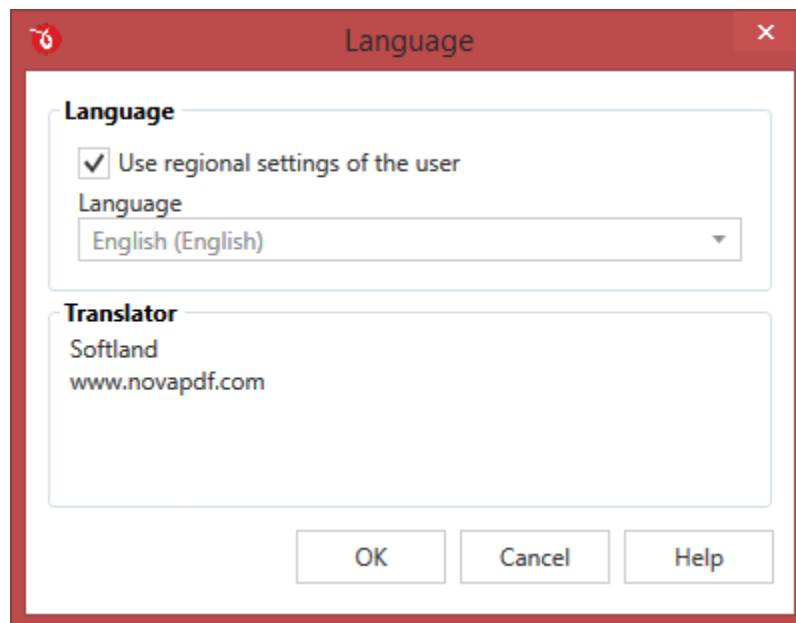 Language
Language
Use regional settings of the user
Language
English (English)
Translator
Softland
www.novapdf.com
OK Cancel Help